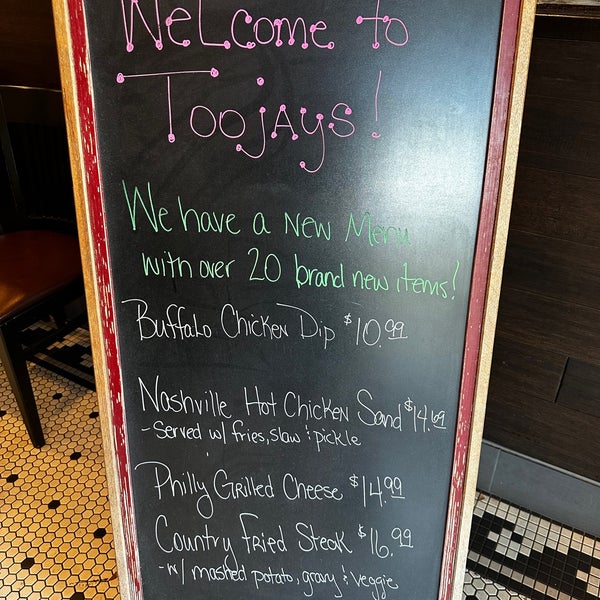 Welcome to
Toojays!
We have a New Menu
with over 20 brand new items!
Buffalo Chicken Dip $10.99
Nashville Hot Chicken Sand $14.69
- Served w/ fries, slaw & pickle
Philly Grilled Cheese $14.99
Country Fried Steak $16.99
- w/ mashed potato, gravy & veggie